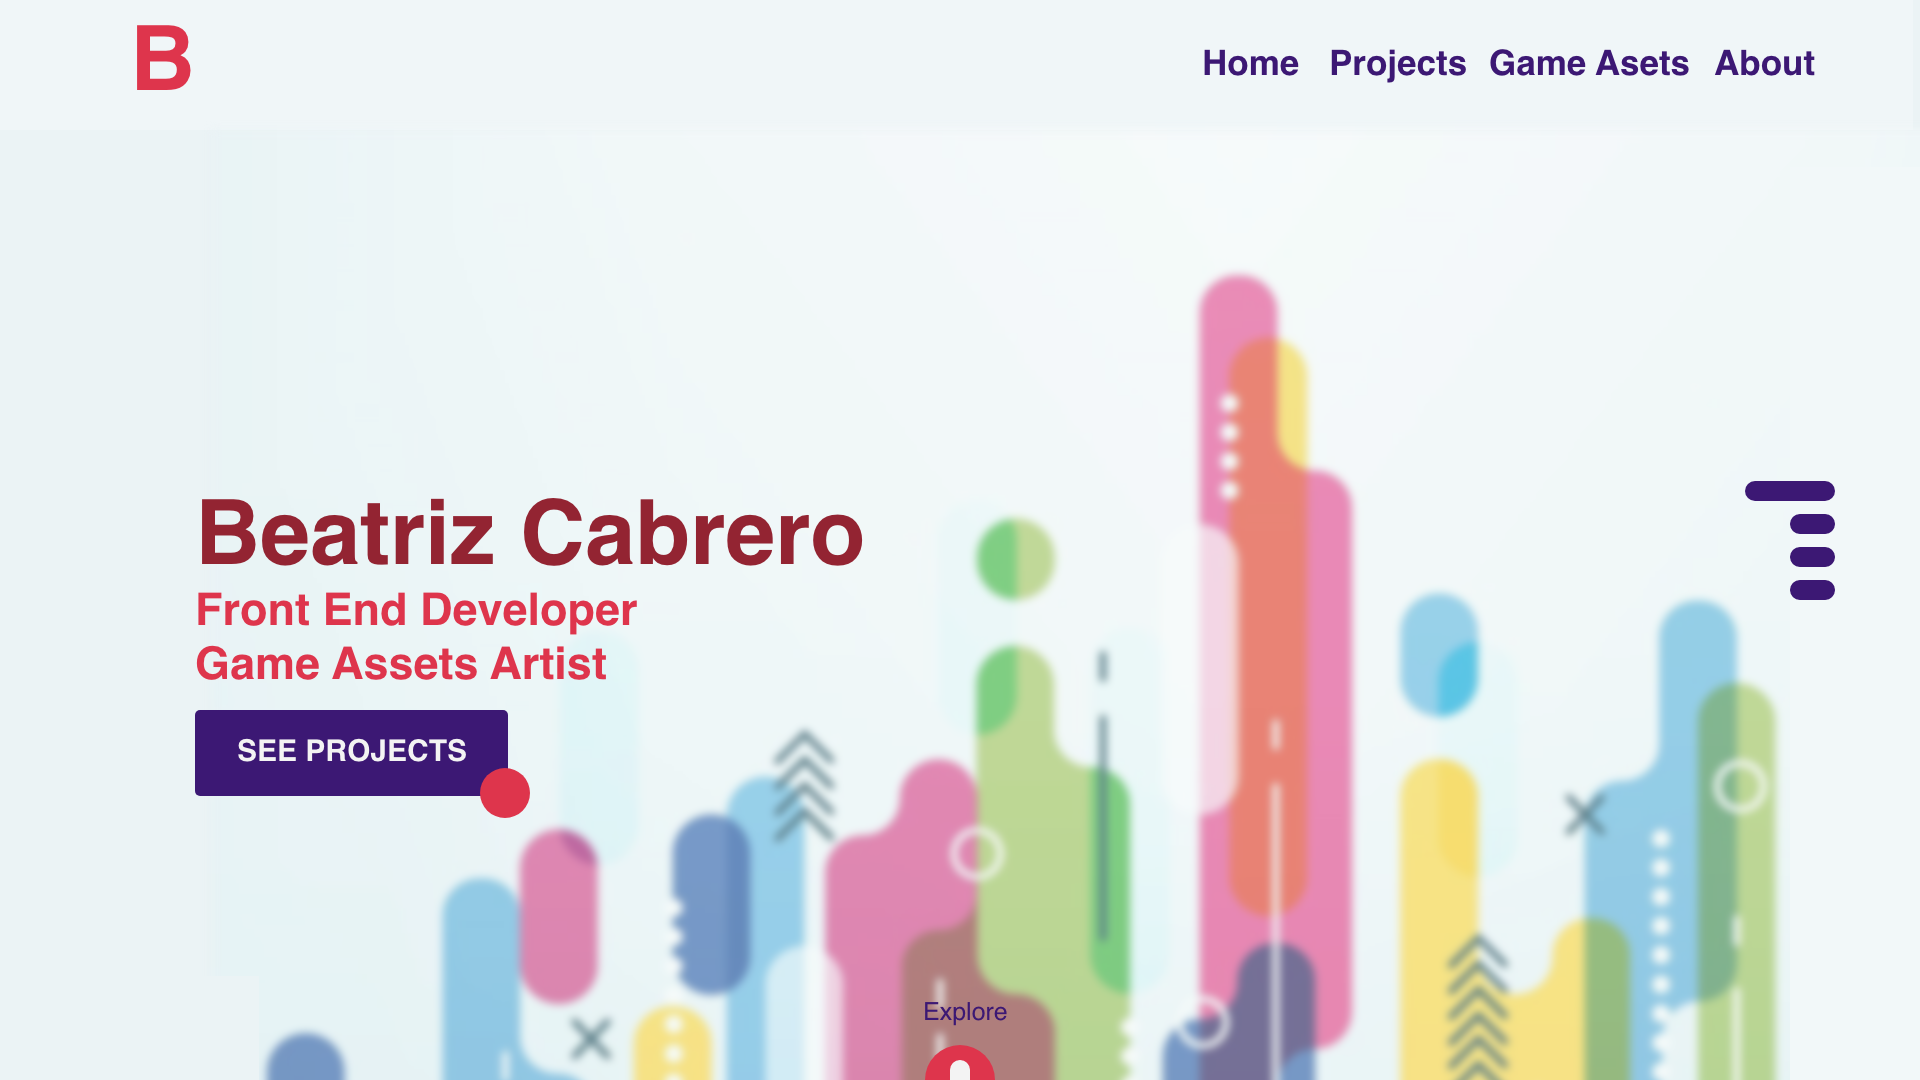 B
Home Projects Game Asets About
Beatriz Cabrero
Front End Developer
Game Assets Artist
SEE PROJECTS
Explore